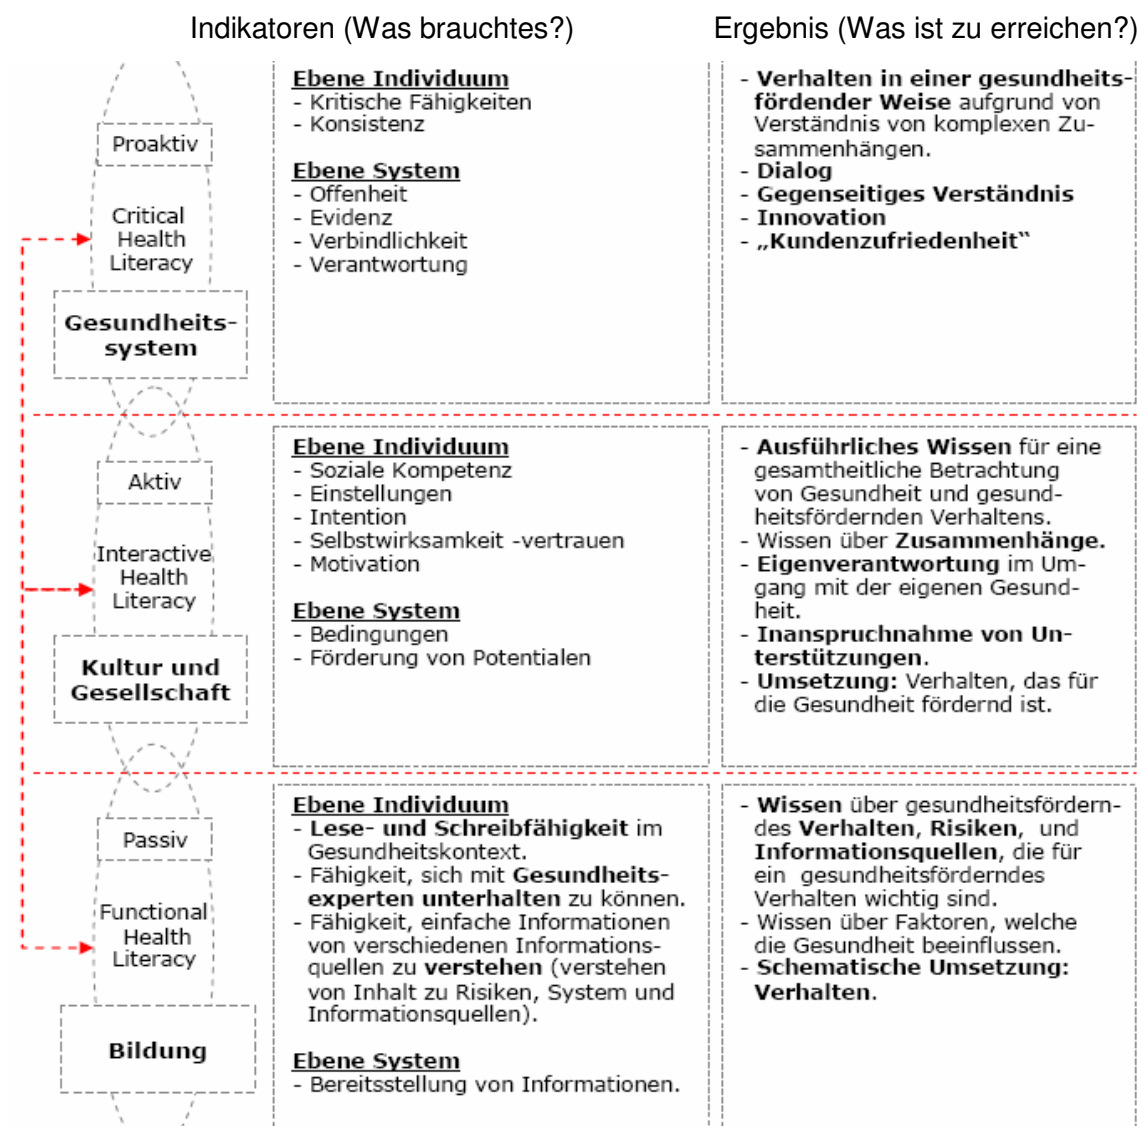 Indikatoren (Was brauchtes?)
Ergebnis (Was ist zu erreichen?)
Proaktiv
Critical
Health
Literacy
Gesundheits-
system
Ebene Individuum
- Kritische Fähigkeiten
- Konsistenz
Ebene System
- Offenheit
- Evidenz
- Verbindlichkeit
- Verantwortung
- Verhalten in einer gesundheits-
fördender Weise aufgrund von
Verständnis von komplexen Zu-
sammenhängen.
- Dialog
- Gegenseitiges Verständnis
- Innovation
- „Kundenzufriedenheit“
Aktiv
Interactive
Health
Literacy
Kultur und
Gesellschaft
Ebene Individuum
- Soziale Kompetenz
- Einstellungen
- Intention
- Selbstwirksamkeit -vertrauen
- Motivation
Ebene System
- Bedingungen
- Förderung von Potentialen
- Ausführliches Wissen für eine
gesamtheitliche Betrachtung
von Gesundheit und gesund-
heitsfördernden Verhaltens.
- Wissen über Zusammenhänge.
- Eigenverantwortung im Um-
gang mit der eigenen Gesund-
heit.
- Inanspruchnahme von Un-
terstützungen.
- Umsetzung: Verhalten, das für
die Gesundheit fördernd ist.
Passiv
Functional
Health
Literacy
Bildung
Ebene Individuum
- Lese- und Schreibfähigkeit im
Gesundheitskontext.
- Fähigkeit, sich mit Gesundheits-
experten unterhalten zu können.
- Fähigkeit, einfache Informationen
von verschiedenen Informations-
quellen zu verstehen (verstehen
von Inhalt zu Risiken, System und
Informationsquellen).
Ebene System
- Bereitsstellung von Informationen.
- Wissen über gesundheitsfördern-
des Verhalten, Risiken, und
Informationsquellen, die für
ein gesundheitsförderndes
Verhalten wichtig sind.
- Wissen über Faktoren, welche
die Gesundheit beeinflussen.
- Schematische Umsetzung:
Verhalten.